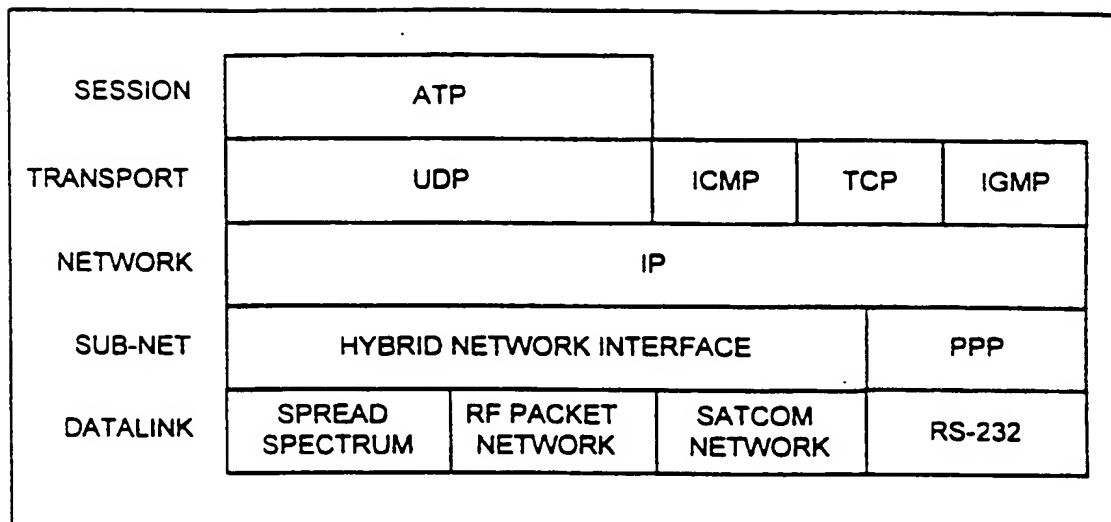 SESSION ATP
TRANSPORT UDP ICMP TCP IGMP
NETWORK IP
SUB-NET HYBRID NETWORK INTERFACE PPP
DATALINK SPREAD SPECTRUM RF PACKET NETWORK SATCOM NETWORK RS-232